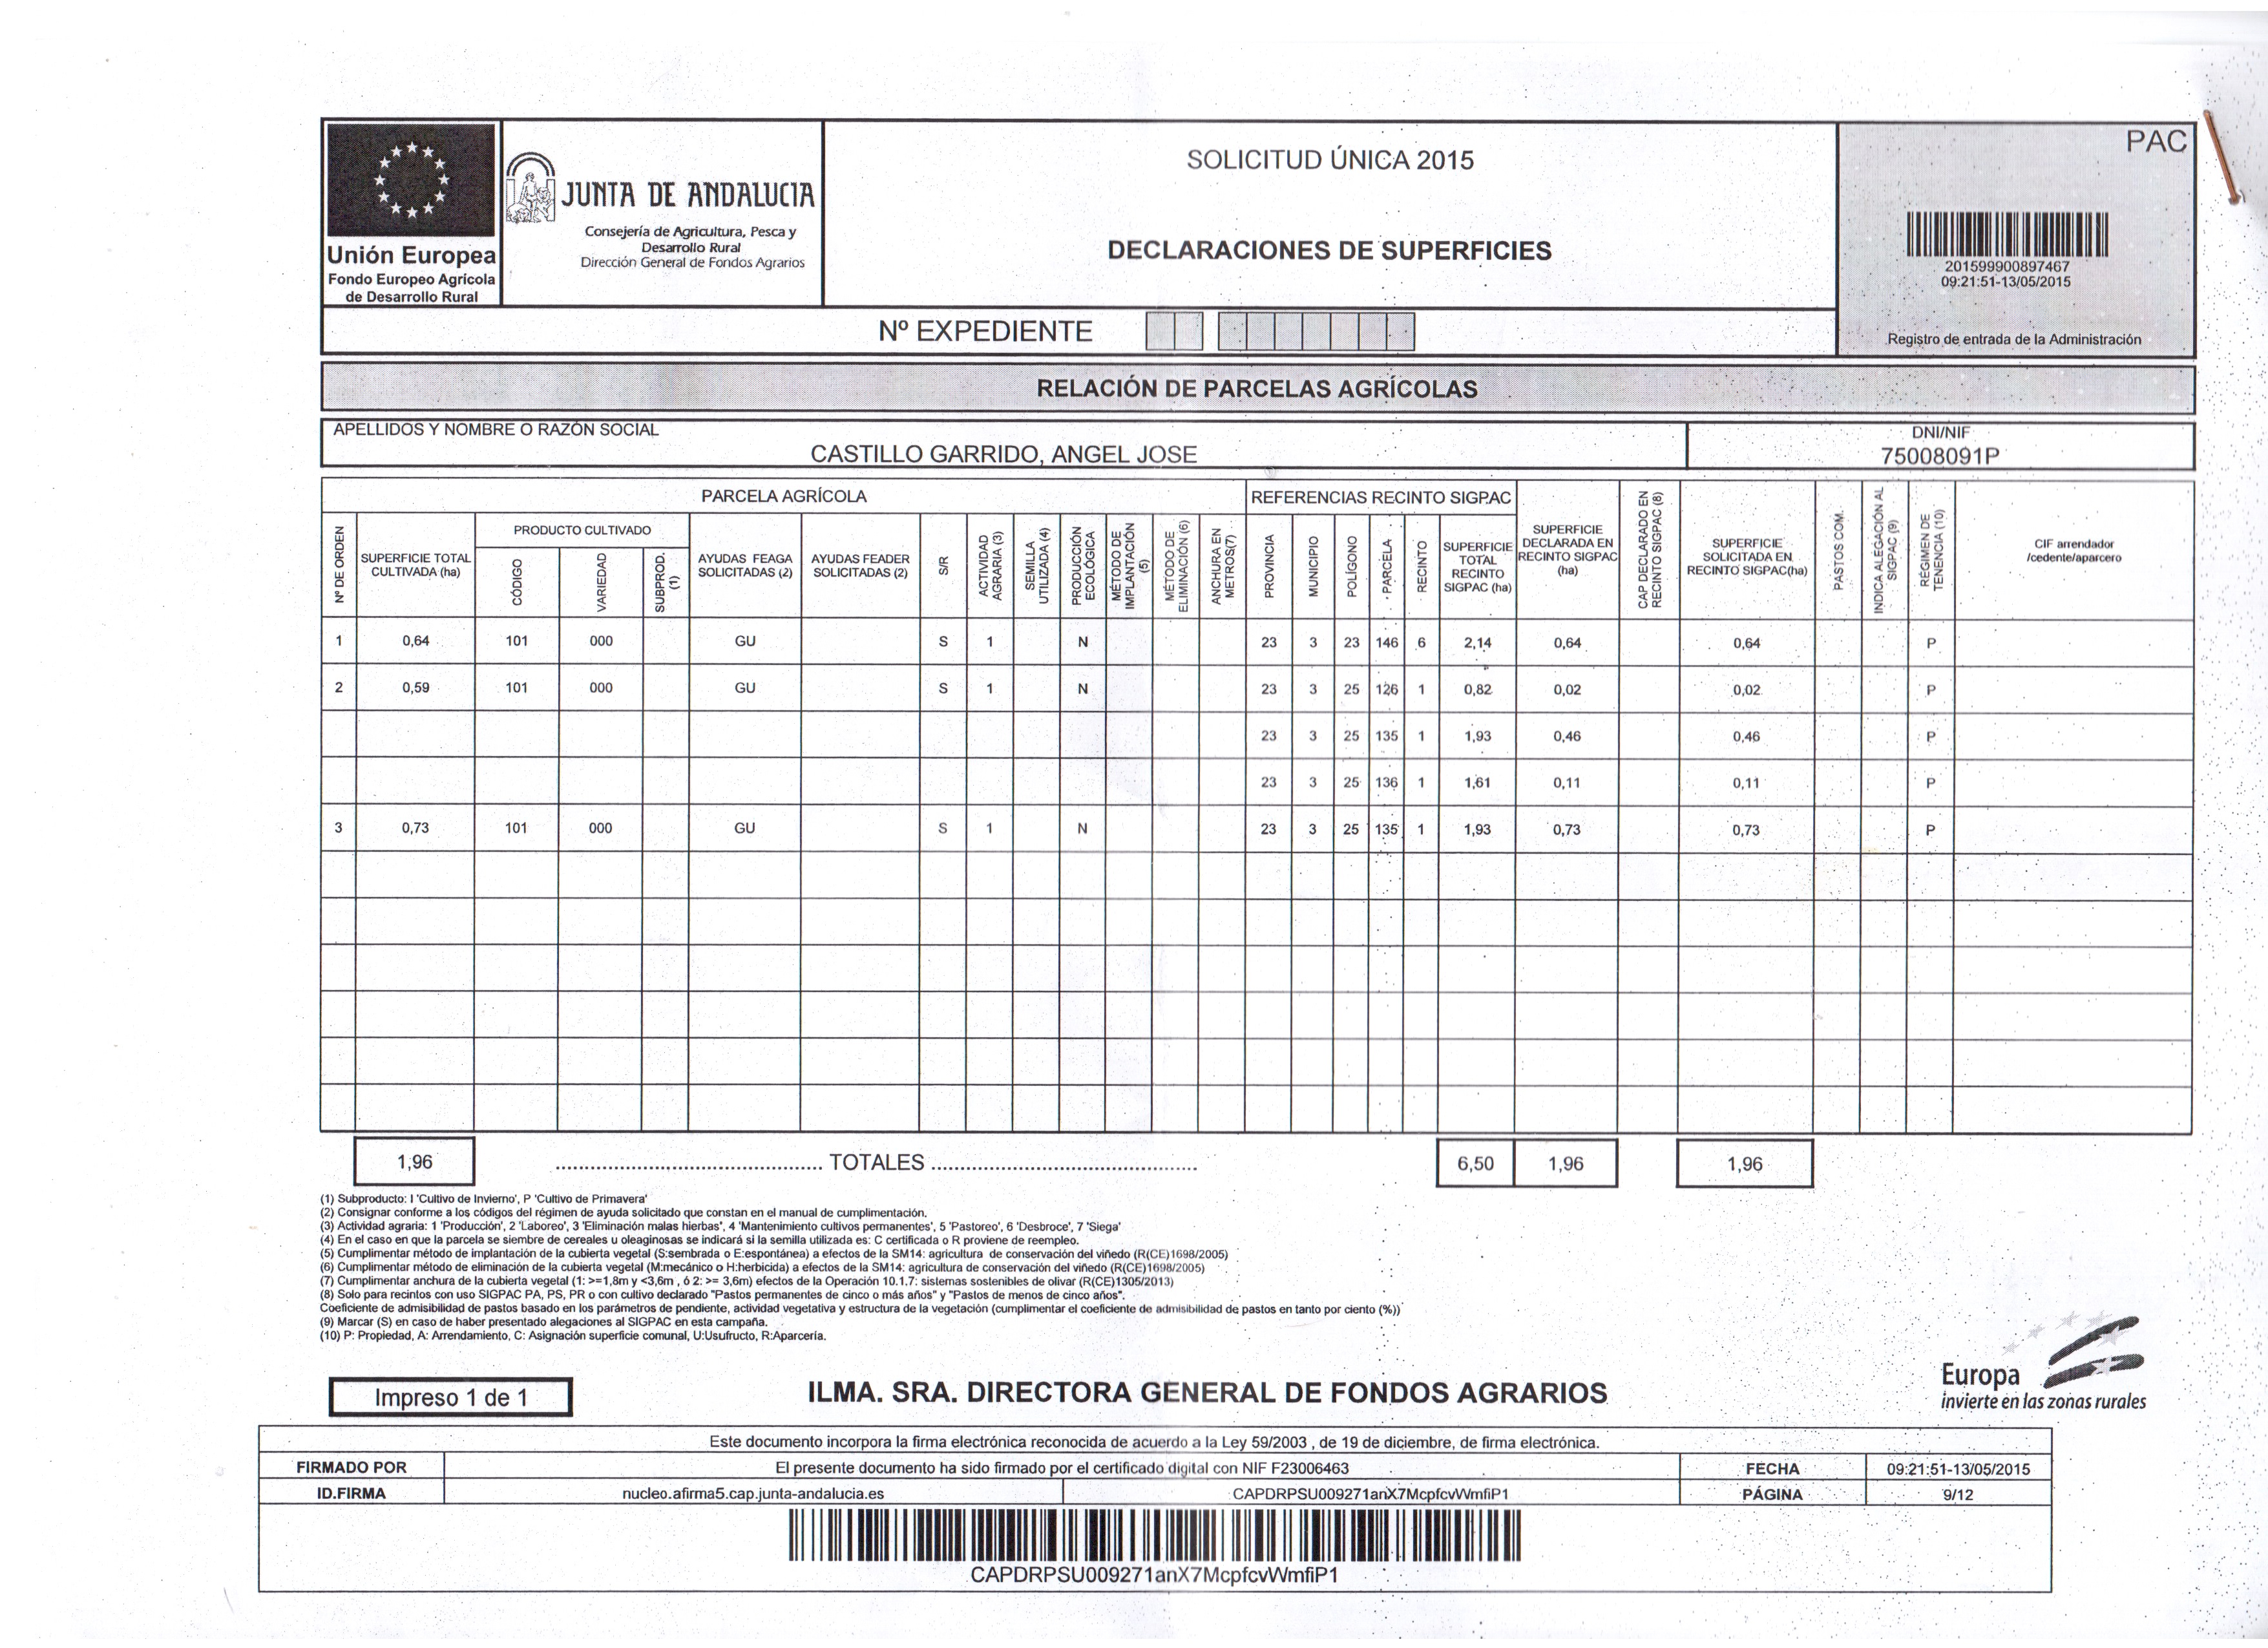 Unión Europea
Fondo Europeo Agrícola
de Desarrollo Rural
JUNTA DE ANDALUCIA
Consejería de Agricultura, Pesca y
Desarrollo Rural
Dirección General de Fondos Agrarios
SOLICITUD ÚNICA 2015
DECLARACIONES DE SUPERFICIES
PAC
201599900897467
09:21:51-13/05/2015
Registro de entrada de la Administración
Nº EXPEDIENTE
RELACIÓN DE PARCELAS AGRÍCOLAS
APELLIDOS Y NOMBRE O RAZÓN SOCIAL
CASTILLO GARRIDO, ANGEL JOSE
DNI/NIF
75008091P
PARCELA AGRÍCOLA
REFERENCIAS RECINTO SIGPAC
Nº DE ORDEN
SUPERFICIE TOTAL CULTIVADA (ha)
PRODUCTO CULTIVADO
CÓDIGO
VARIEDAD
SUBPROD. (1)
AYUDAS FEAGA SOLICITADAS (2)
AYUDAS FEADER SOLICITADAS (2)
S/R
ACTIVIDAD AGRARIA (3)
SEMILLA UTILIZADA (4)
PRODUCCIÓN ECOLÓGICA
MÉTODO DE IMPLANTACIÓN (5)
MÉTODO DE ELIMINACIÓN (6)
ANCHURA EN METROS(7)
PROVINCIA
MUNICIPIO
POLÍGONO
PARCELA
RECINTO
SUPERFICIE TOTAL RECINTO SIGPAC (ha)
SUPERFICIE DECLARADA EN RECINTO SIGPAC (ha)
CAP DECLARADO EN RECINTO SIGPAC (8)
SUPERFICIE SOLICITADA EN RECINTO SIGPAC(ha)
PASTOS COM.
INDICA ALEGACIÓN AL SIGPAC (9)
RÉGIMEN DE TENENCIA (10)
CIF arrendador /cedente/aparcero
1 0,64 101 000 GU S 1 N 23 3 23 146 6 2,14 0,64 0,64 P
2 0,59 101 000 GU S 1 N 23 3 25 126 1 0,82 0,02 0,02 P
23 3 25 135 1 1,93 0,46 0,46 P
23 3 25 136 1 1,61 0,11 0,11 P
3 0,73 101 000 GU S 1 N 23 3 25 135 1 1,93 0,73 0,73 P
1,96 ........................................... TOTALES ........................................... 6,50 1,96 1,96
(1) Subproducto: I 'Cultivo de Invierno', P 'Cultivo de Primavera'
(2) Consignar conforme a los códigos del régimen de ayuda solicitado que constan en el manual de cumplimentación.
(3) Actividad agraria: 1 'Producción', 2 'Laboreo', 3 'Eliminación malas hierbas', 4 'Mantenimiento cultivos permanentes', 5 'Pastoreo', 6 'Desbroce', 7 'Siega'
(4) En el caso en que la parcela se siembre de cereales u oleaginosas se indicará si la semilla utilizada es: C certificada o R proviene de reempleo.
(5) Cumplimentar método de implantación de la cubierta vegetal (S:sembrada o E:espontánea) a efectos de la SM14: agricultura de conservación del viñedo (R(CE)1698/2005)
(6) Cumplimentar método de eliminación de la cubierta vegetal (M:mecánico o H:herbicida) a efectos de la SM14: agricultura de conservación del viñedo (R(CE)1698/2005)
(7) Cumplimentar anchura de la cubierta vegetal (1: >=1,8m y <3,6m , ó 2: >= 3,6m) efectos de la Operación 10.1.7: sistemas sostenibles de olivar (R(CE)1305/2013)
(8) Solo para recintos con uso SIGPAC PA, PS, PR o con cultivo declarado "Pastos permanentes de cinco o más años" y "Pastos de menos de cinco años".
Coeficiente de admisibilidad de pastos basado en los parámetros de pendiente, actividad vegetativa y estructura de la vegetación (cumplimentar el coeficiente de admisibilidad de pastos en tanto por ciento (%))
(9) Marcar (S) en caso de haber presentado alegaciones al SIGPAC en esta campaña.
(10) P: Propiedad, A: Arrendamiento, C: Asignación superficie comunal, U:Usufructo, R:Aparcería.
Impreso 1 de 1
ILMA. SRA. DIRECTORA GENERAL DE FONDOS AGRARIOS
Europa
invierte en las zonas rurales
Este documento incorpora la firma electrónica reconocida de acuerdo a la Ley 59/2003 , de 19 de diciembre, de firma electrónica.
FIRMADO POR El presente documento ha sido firmado por el certificado digital con NIF F23006463 FECHA 09:21:51-13/05/2015
ID.FIRMA nucleo.afirma5.cap.junta-andalucia.es CAPDRPSU009271anX7McpfcvWmfiP1 PÁGINA 9/12
CAPDRPSU009271anX7McpfcvWmfiP1